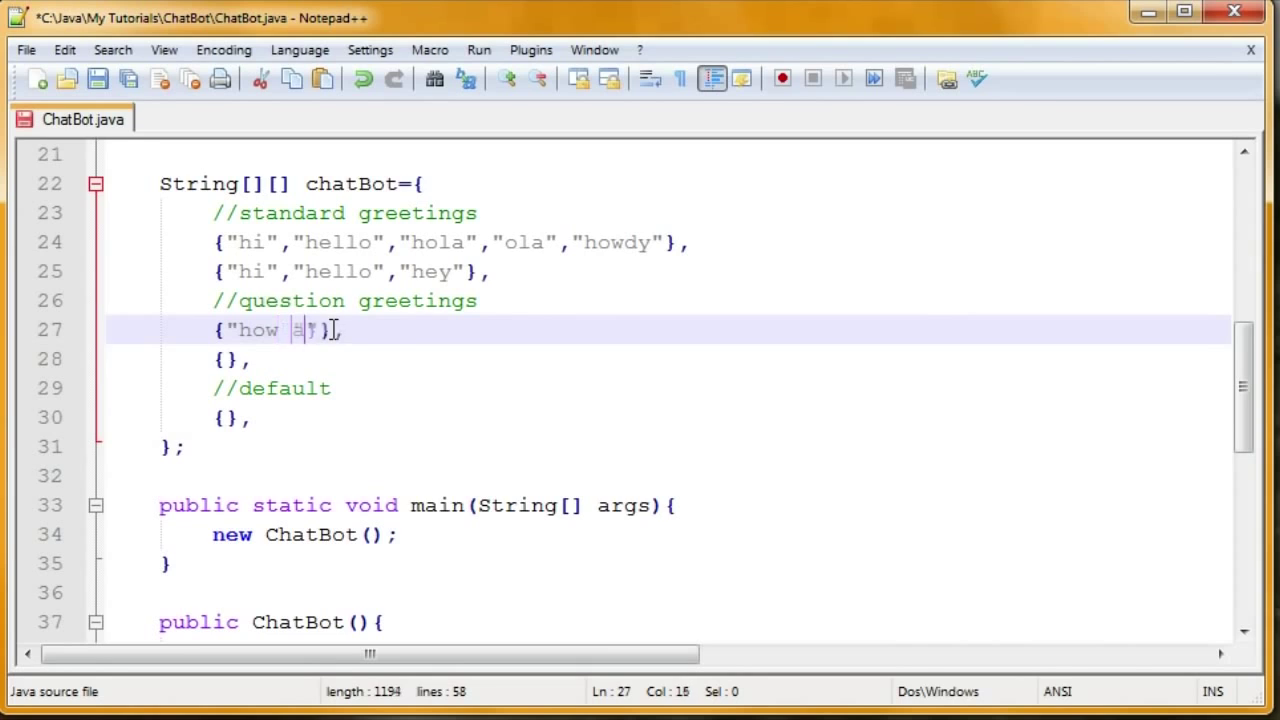 *C:\Java\My Tutorials\ChatBot\ChatBot.java - Notepad++
File Edit Search View Encoding Language Settings Macro Run Plugins Window ? X
ABC
ChatBot.java
21
22 String[][] chatBot={
23 //standard greetings
24 {"hi","hello","hola","ola","howdy"},
25 {"hi","hello","hey"},
26 //question greetings
27 {"how a"},
28 {},
29 //default
30 {},
31 };
32
33 public static void main(String[] args){
34 new ChatBot();
35 }
36
37 public ChatBot(){
Java source file length : 1194 lines : 58 Ln : 27 Col : 16 Sel : 0 Dos\Windows ANSI INS